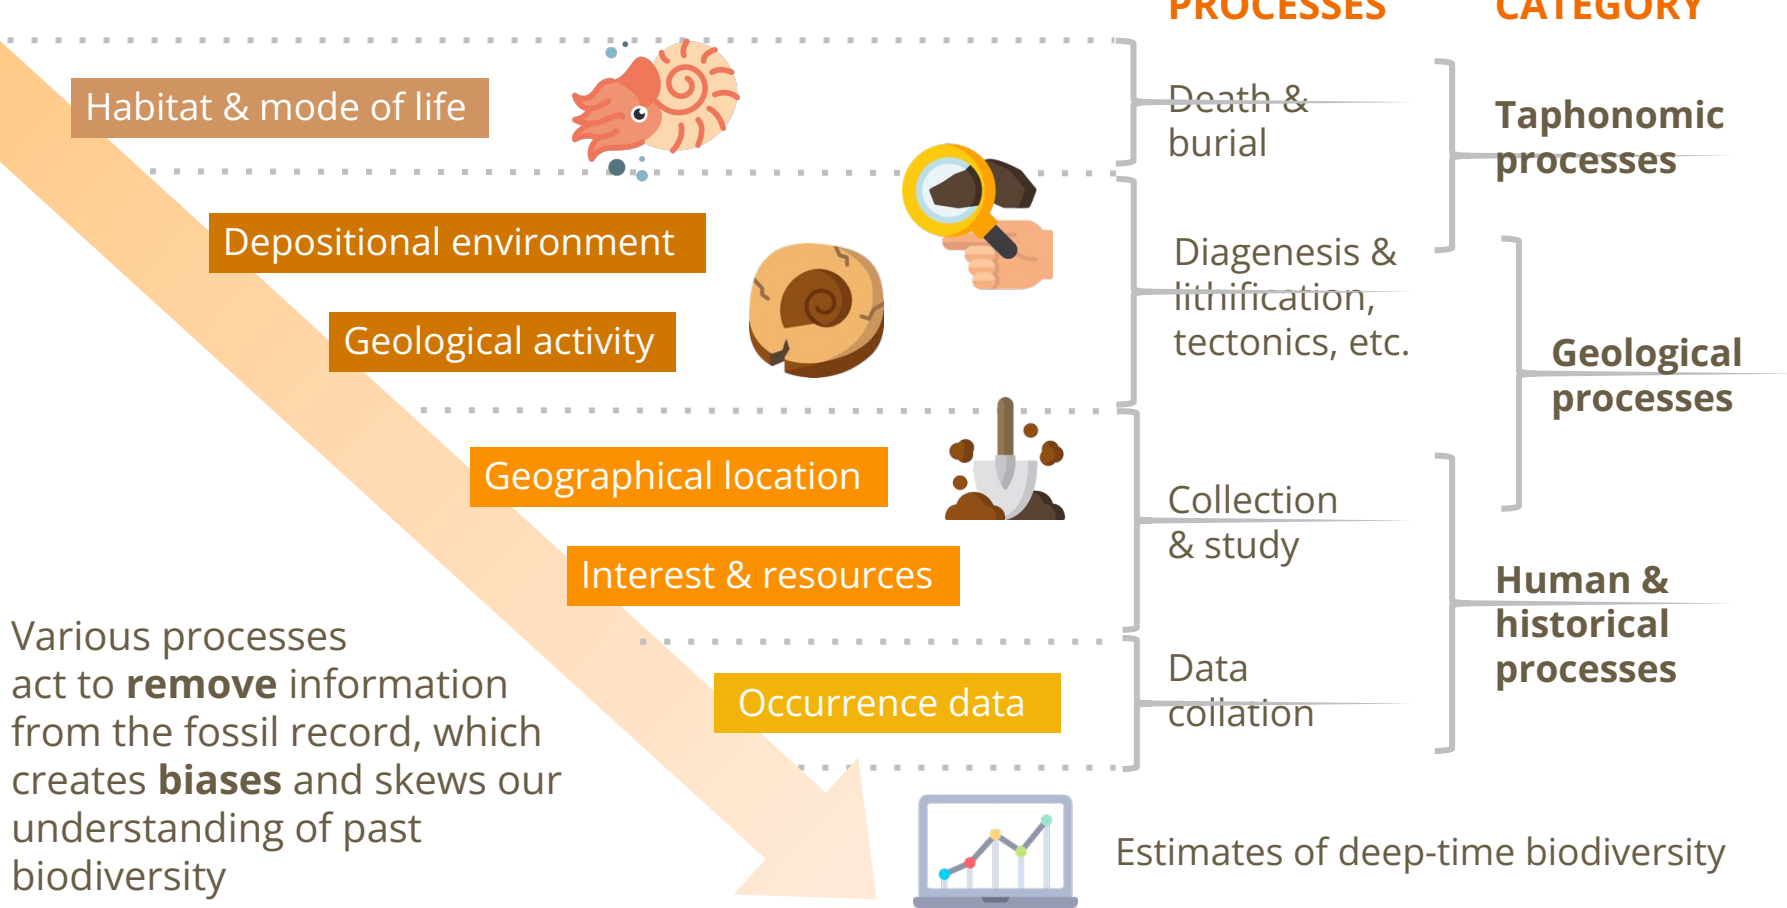 PROCESSES
CATEGORY
Habitat & mode of life
Death &
burial
Taphonomic
processes
Depositional environment
Geological activity
Diagenesis &
lithification,
tectonics, etc.
Geological
processes
Geographical location
Interest & resources
Collection
& study
Human &
historical
processes
Occurrence data
Data
collation
Various processes
act to remove information
from the fossil record, which
creates biases and skews our
understanding of past
biodiversity
Estimates of deep-time biodiversity